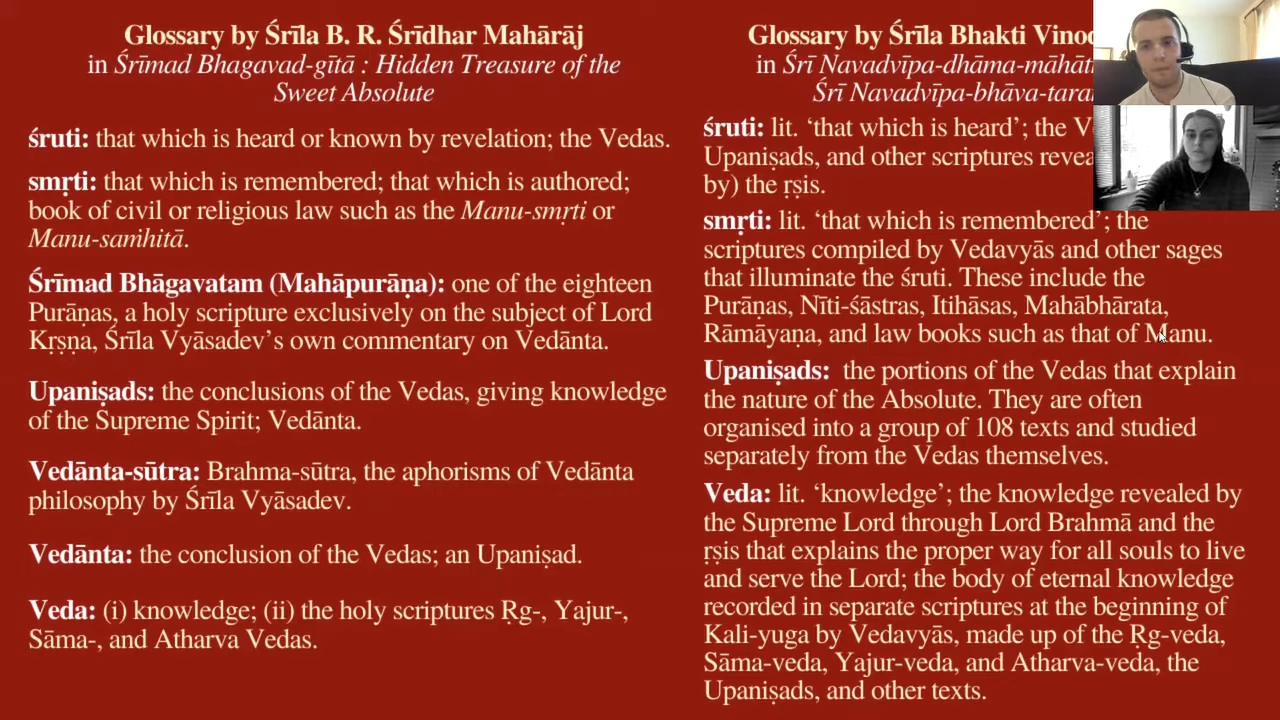 Glossary by Śrīla B. R. Śrīdhar Mahārāj
in Śrīmad Bhagavad-gītā : Hidden Treasure of the
Sweet Absolute
śruti: that which is heard or known by revelation; the Vedas.
smṛti: that which is remembered; that which is authored;
book of civil or religious law such as the Manu-smṛti or
Manu-saṁhitā.
Śrīmad Bhāgavatam (Mahāpurāṇa): one of the eighteen
Purāṇas, a holy scripture exclusively on the subject of Lord
Kṛṣṇa, Śrīla Vyāsadev’s own commentary on Vedānta.
Upaniṣads: the conclusions of the Vedas, giving knowledge
of the Supreme Spirit; Vedānta.
Vedānta-sūtra: Brahma-sūtra, the aphorisms of Vedānta
philosophy by Śrīla Vyāsadev.
Vedānta: the conclusion of the Vedas; an Upaniṣad.
Veda: (i) knowledge; (ii) the holy scriptures Ṛg-, Yajur-,
Sāma-, and Atharva Vedas.
Glossary by Śrīla Bhakti
in Śrī
Śrī
śruti: lit. ‘that which is heard’; the
Upaniṣads, and other scriptures
by) the ṛṣis.
smṛti: lit. ‘that which is remembered’; the
scriptures compiled by Vedavyās and other sages
that illuminate the śruti. These include the
Purāṇas, Nīti-śāstras, Itihāsas, Mahābhārata,
Rāmāyaṇa, and law books such as that of Manu.
Upaniṣads: the portions of the Vedas that explain
the nature of the Absolute. They are often
organised into a group of 108 texts and studied
separately from the Vedas themselves.
Veda: lit. ‘knowledge’; the knowledge revealed by
the Supreme Lord through Lord Brahmā and the
ṛṣis that explains the proper way for all souls to live
and serve the Lord; the body of eternal knowledge
recorded in separate scriptures at the beginning of
Kali-yuga by Vedavyās, made up of the Ṛg-veda,
Sāma-veda, Yajur-veda, and Atharva-veda, the
Upaniṣads, and other texts.